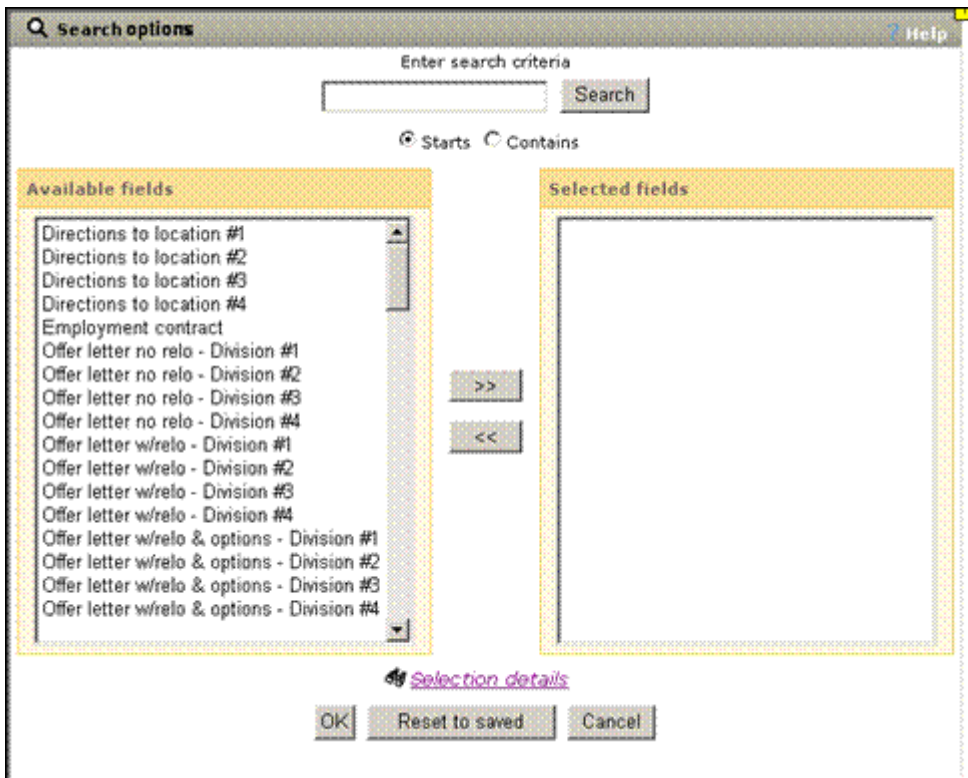 Search options
? Help
Enter search criteria
Search
Starts Contains
Available fields
Selected fields
Directions to location #1
Directions to location #2
Directions to location #3
Directions to location #4
Employment contract
Offer letter no relo - Division #1
Offer letter no relo - Division #2
Offer letter no relo - Division #3
Offer letter no relo - Division #4
Offer letter w/relo - Division #1
Offer letter w/relo - Division #2
Offer letter w/relo - Division #3
Offer letter w/relo - Division #4
Offer letter w/relo & options - Division #1
Offer letter w/relo & options - Division #2
Offer letter w/relo & options - Division #3
Offer letter w/relo & options - Division #4
>>
<<
Selection details
OK Reset to saved Cancel